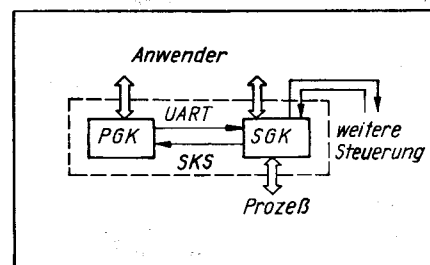 Anwender
UART
PGK
SGK
SKS
weitere
Steuerung
Prozeß